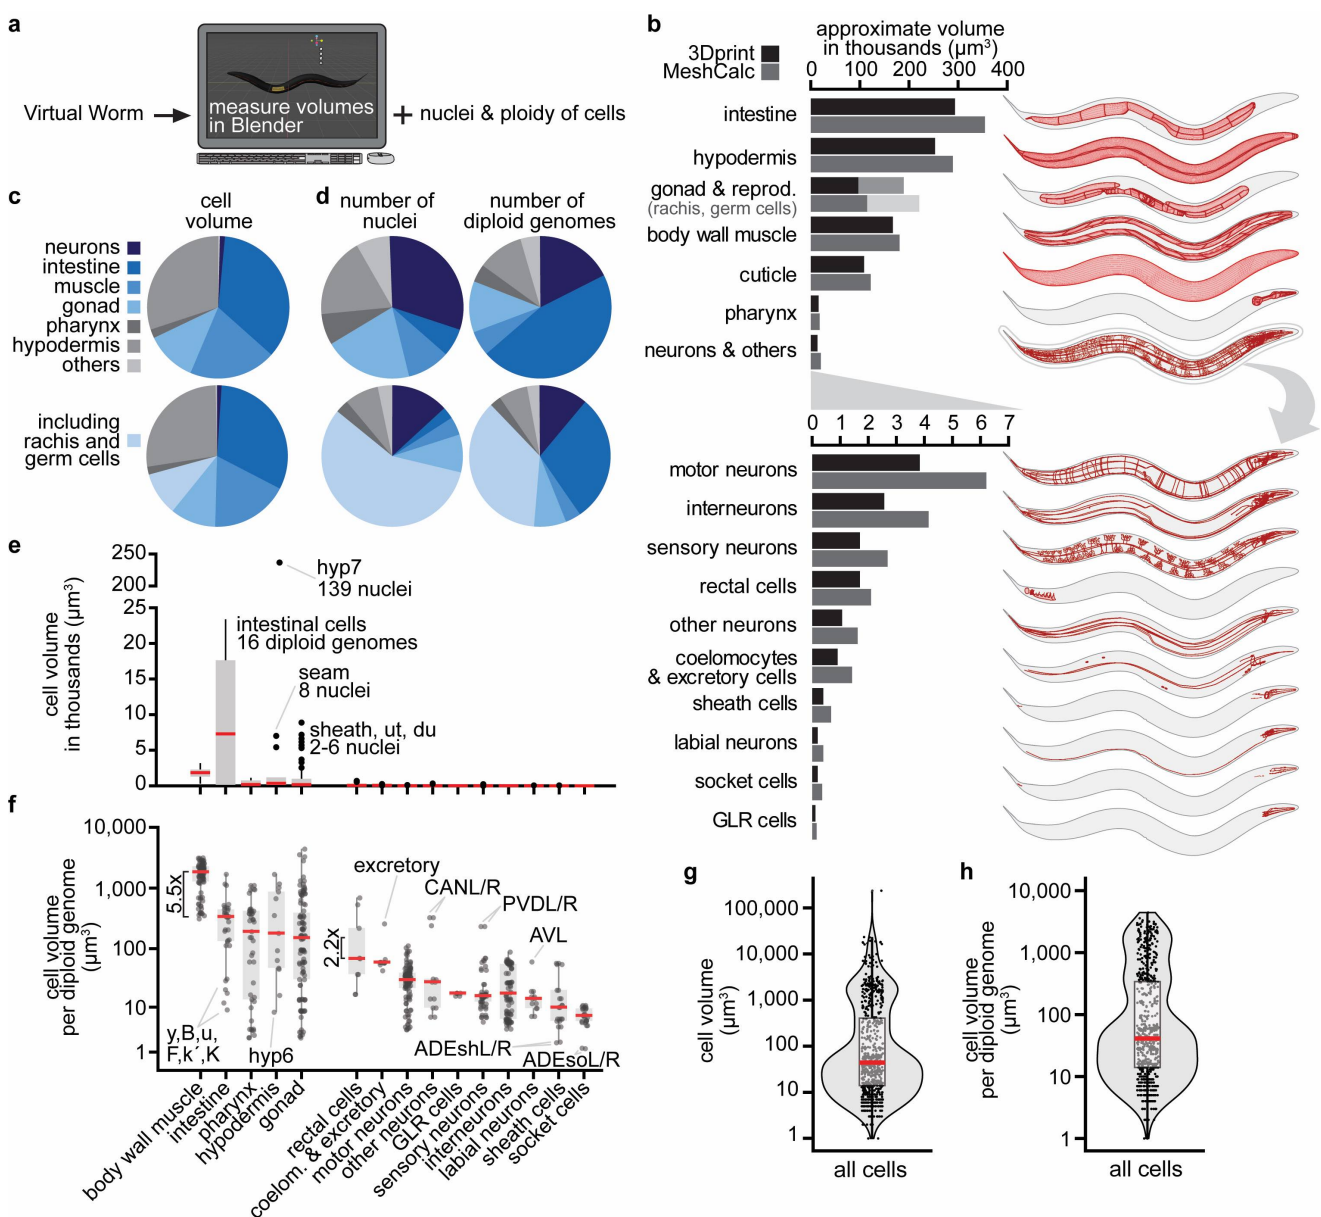 a
Virtual Worm
measure volumes
in Blender
+ nuclei & ploidy of cells
b
approximate volume
in thousands (µm³)
3Dprint
MeshCalc
0 100 200 300 400
intestine
hypodermis
gonad & reprod.
(rachis, germ cells)
body wall muscle
cuticle
pharynx
neurons & others
0 1 2 3 4 5 6 7
motor neurons
interneurons
sensory neurons
rectal cells
other neurons
coelomocytes
& excretory cells
sheath cells
labial neurons
socket cells
GLR cells
c
cell
volume
d
number of
nuclei
number of
diploid genomes
neurons
intestine
muscle
gonad
pharynx
hypodermis
others
including
rachis and
germ cells
e
cell volume
in thousands (µm³)
250
200
25
20
15
10
5
0
hyp7
139 nuclei
intestinal cells
16 diploid genomes
seam
8 nuclei
sheath, ut, du
2-6 nuclei
f
cell volume
per diploid genome
(µm³)
10,000
1,000
100
10
1
5.5x
2.2x
y,B,u,
F,k´,K
hyp6
excretory
CANL/R
PVDL/R
AVL
ADEshL/R
ADEsoL/R
body wall muscle
intestine
pharynx
hypodermis
gonad
rectal cells
coelom. & excretory
motor neurons
other neurons
GLR cells
sensory neurons
interneurons
labial neurons
sheath cells
socket cells
g
cell volume
(µm³)
100,000
10,000
1,000
100
10
1
all cells
h
cell volume
per diploid genome
(µm³)
10,000
1,000
100
10
1
all cells